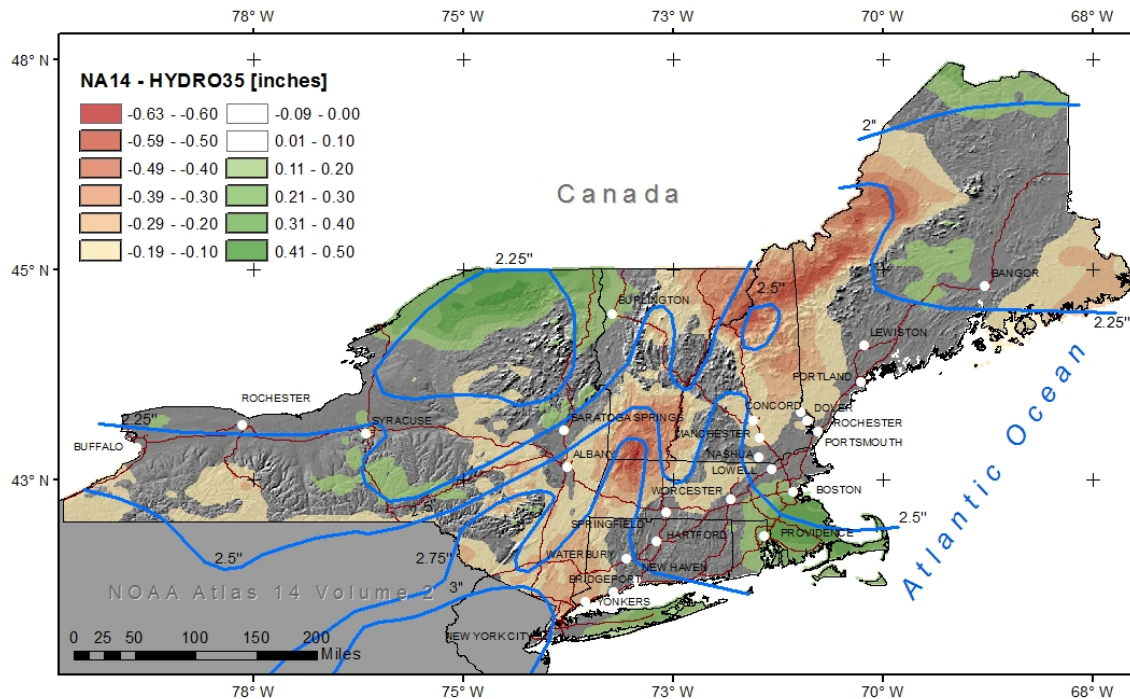 78° W 75° W 73° W 70° W 68° W
48° N
NA14 - HYDRO35 [inches]
-0.63 - -0.60
-0.59 - -0.50
-0.49 - -0.40
-0.39 - -0.30
-0.29 - -0.20
-0.19 - -0.10
-0.09 - 0.00
0.01 - 0.10
0.11 - 0.20
0.21 - 0.30
0.31 - 0.40
0.41 - 0.50
2"
Canada
45° N
2.25"
2.5"
BANGOR
BURLINGTON
2.25"
LEWISTON
PORTLAND
ROCHESTER
CONCORD
DOVER
SARATOGA SPRINGS
ROCHESTER
25"
SYRACUSE
MANCHESTER
PORTSMOUTH
BUFFALO
ALBANY
NASHUA
LOWELL
43° N
WORCESTER
BOSTON
2.5"
2.5"
SPRINGFIELD
HARTFORD
PROVIDENCE
2.5"
2.75"
WATERBURY
NEW HAVEN
BRIDGEPORT
3"
NOAA Atlas 14 Volume 2
YONKERS
NEW YORK CITY
Atlantic Ocean
0 25 50 100 150 200
Miles
78° W 75° W 73° W 70° W 68° W